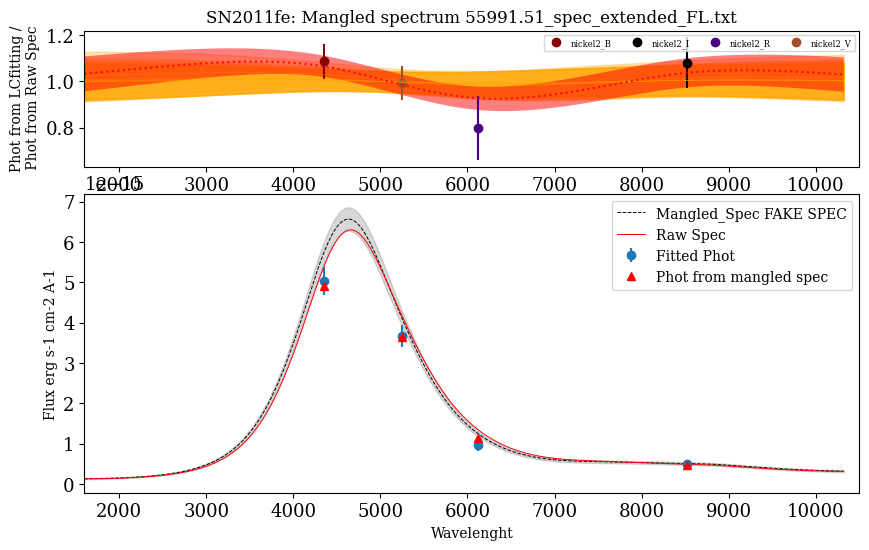 SN2011fe: Mangled spectrum 55991.51_spec_extended_FL.txt
Phot from LCfitting /
Phot from Raw Spec
1.2
1.0
0.8
nickel2_B
nickel2_I
nickel2_R
nickel2_V
2000 3000 4000 5000 6000 7000 8000 9000 10000
1e−15
Flux erg s-1 cm-2 A-1
7
6
5
4
3
2
1
0
Mangled_Spec FAKE SPEC
Raw Spec
Fitted Phot
Phot from mangled spec
2000 3000 4000 5000 6000 7000 8000 9000 10000
Wavelenght